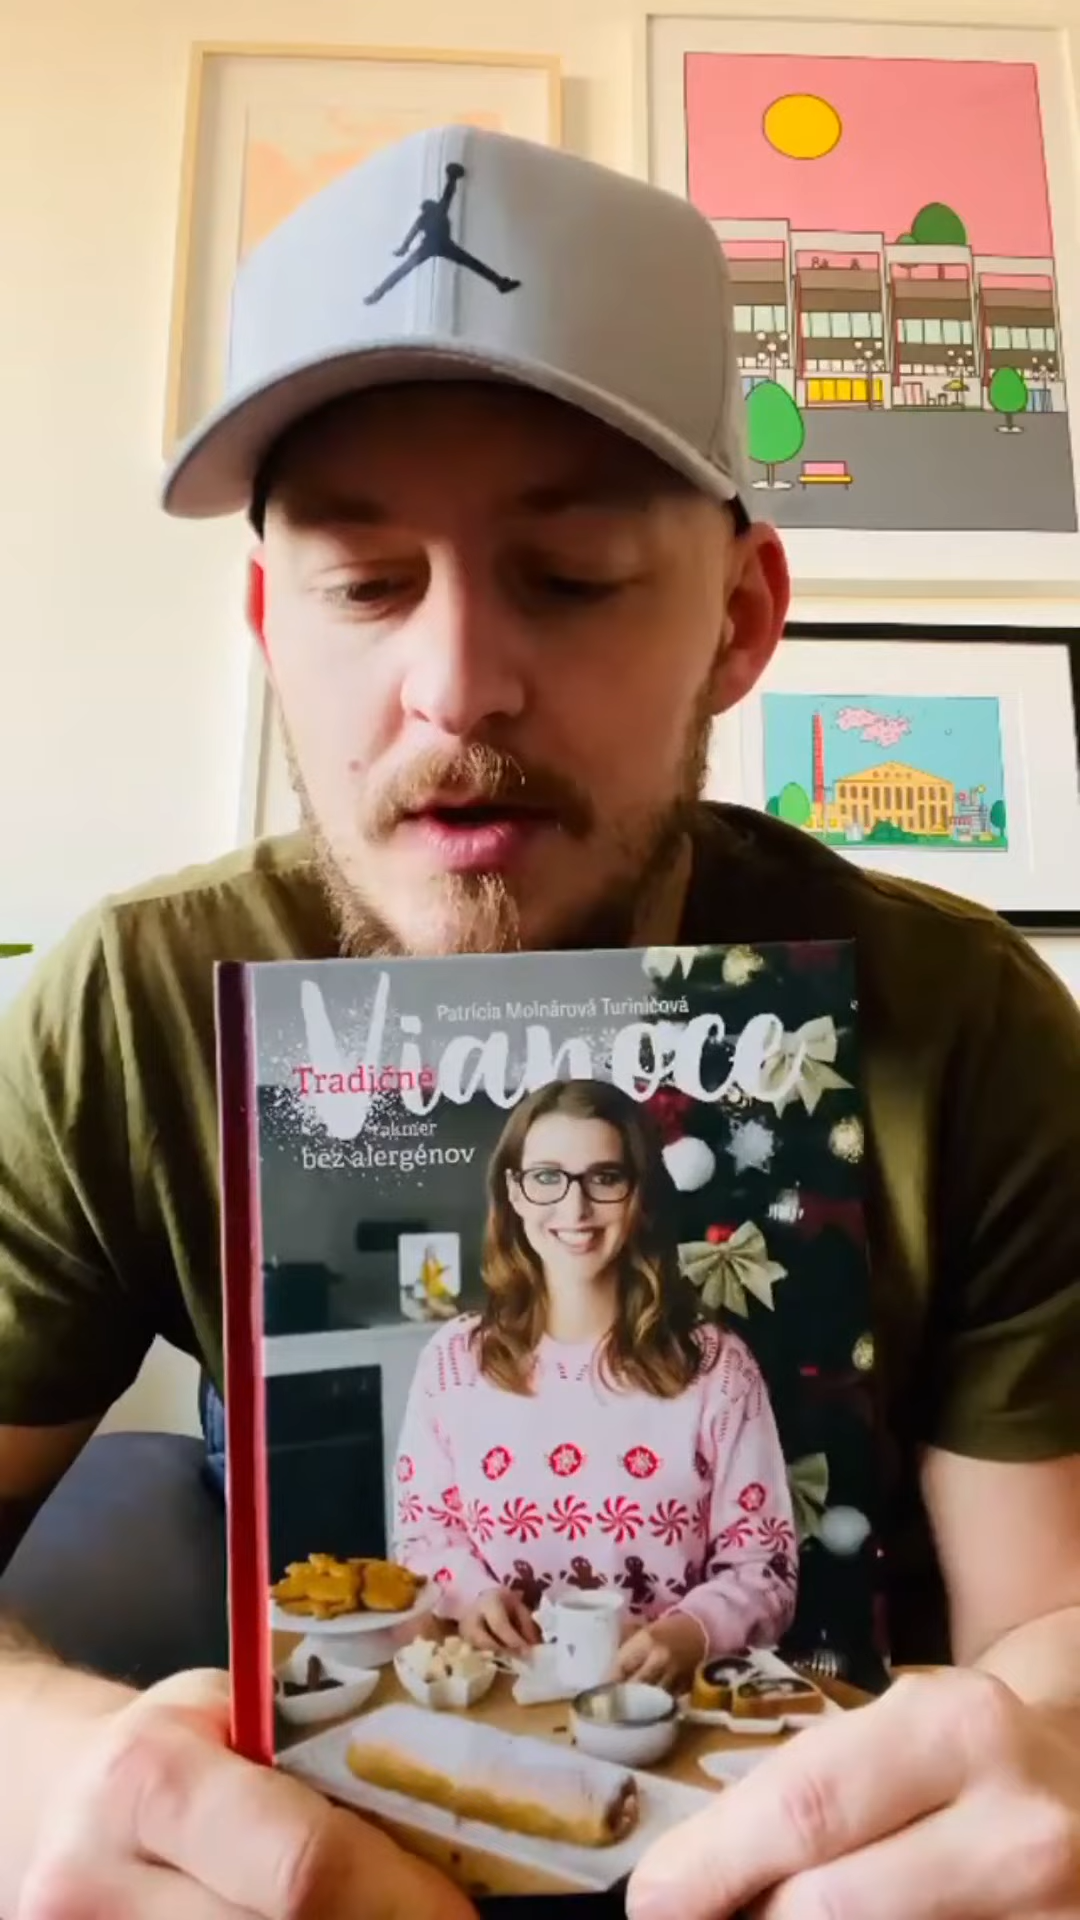 Patrícia Molnárová Turiničová
Vianoce
Tradičné
takmer
bez alergénov